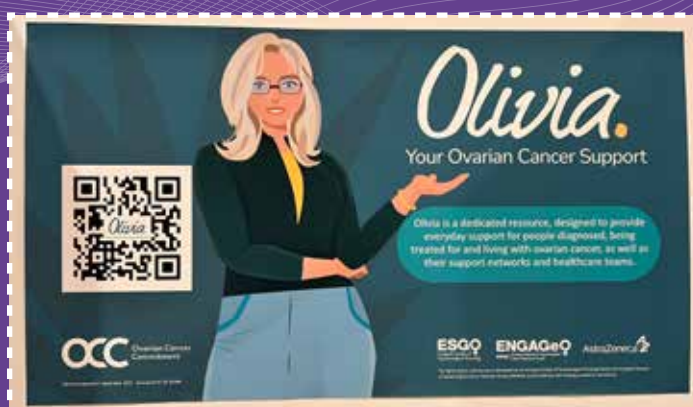 Olivia.
Your Ovarian Cancer Support
Olivia is a dedicated resource, designed to provide
everyday support for people diagnosed, being
treated for and living with ovarian cancer, as well as
their support networks and healthcare teams.
Olivia
OCC Ovarian Cancer
Commitment
ESGO
ENGAGeO
AstraZeneca